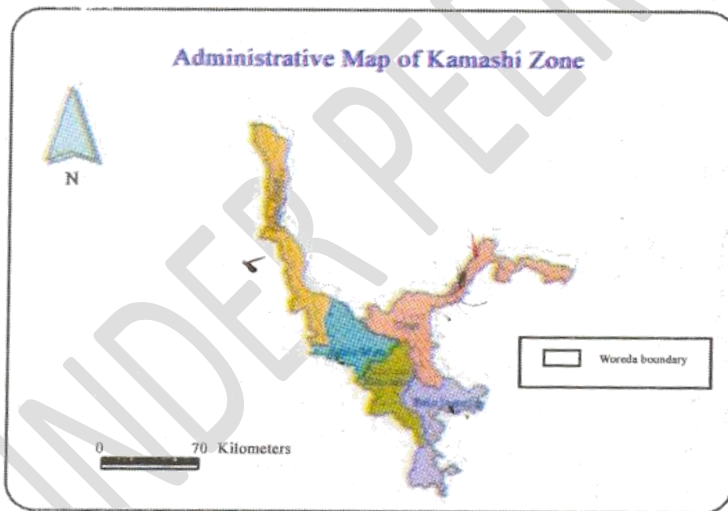 UNDER PEER
Administrative Map of Kamashi Zone
N
Woreda boundary
0 70 Kilometers